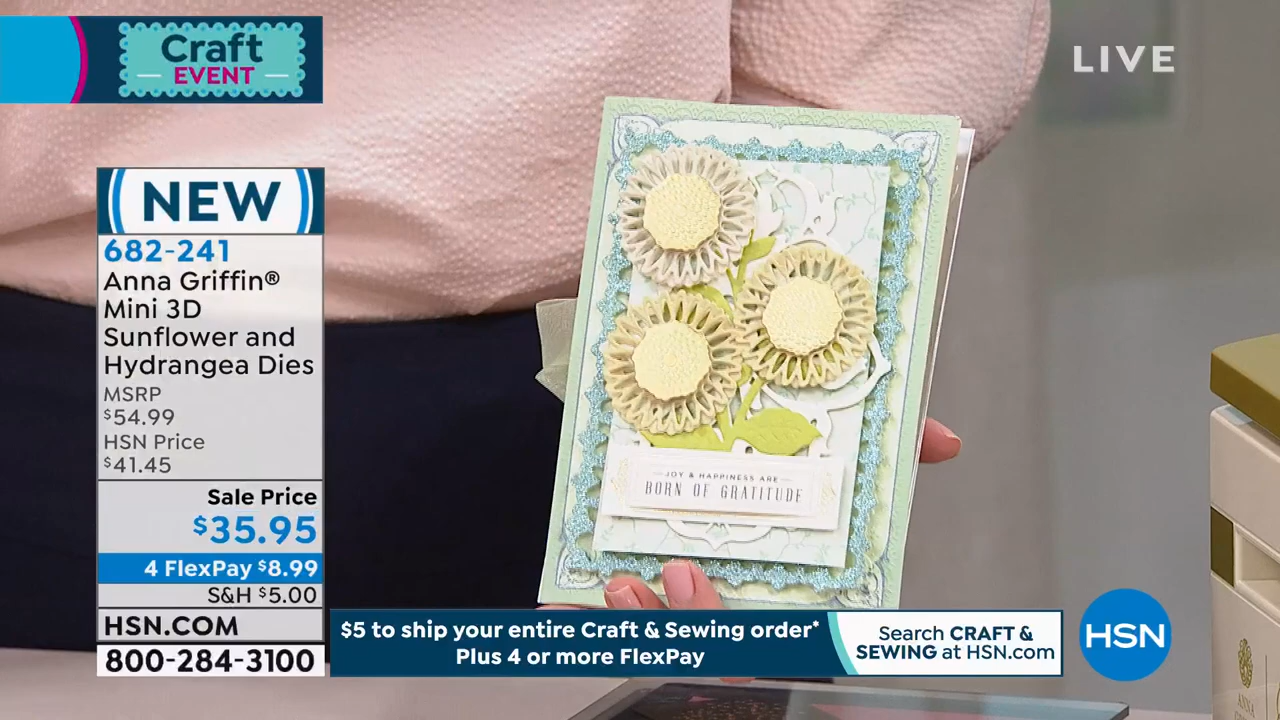 Craft
EVENT
LIVE
NEW
682-241
Anna Griffin®
Mini 3D
Sunflower and
Hydrangea Dies
MSRP
$54.99
HSN Price
$41.45
Sale Price
$35.95
4 FlexPay $8.99
S&H $5.00
HSN.COM
800-284-3100
JOY & HAPPINESS ARE
BORN OF GRATITUDE
$5 to ship your entire Craft & Sewing order*
Plus 4 or more FlexPay
Search CRAFT &
SEWING at HSN.com
HSN
ANNA